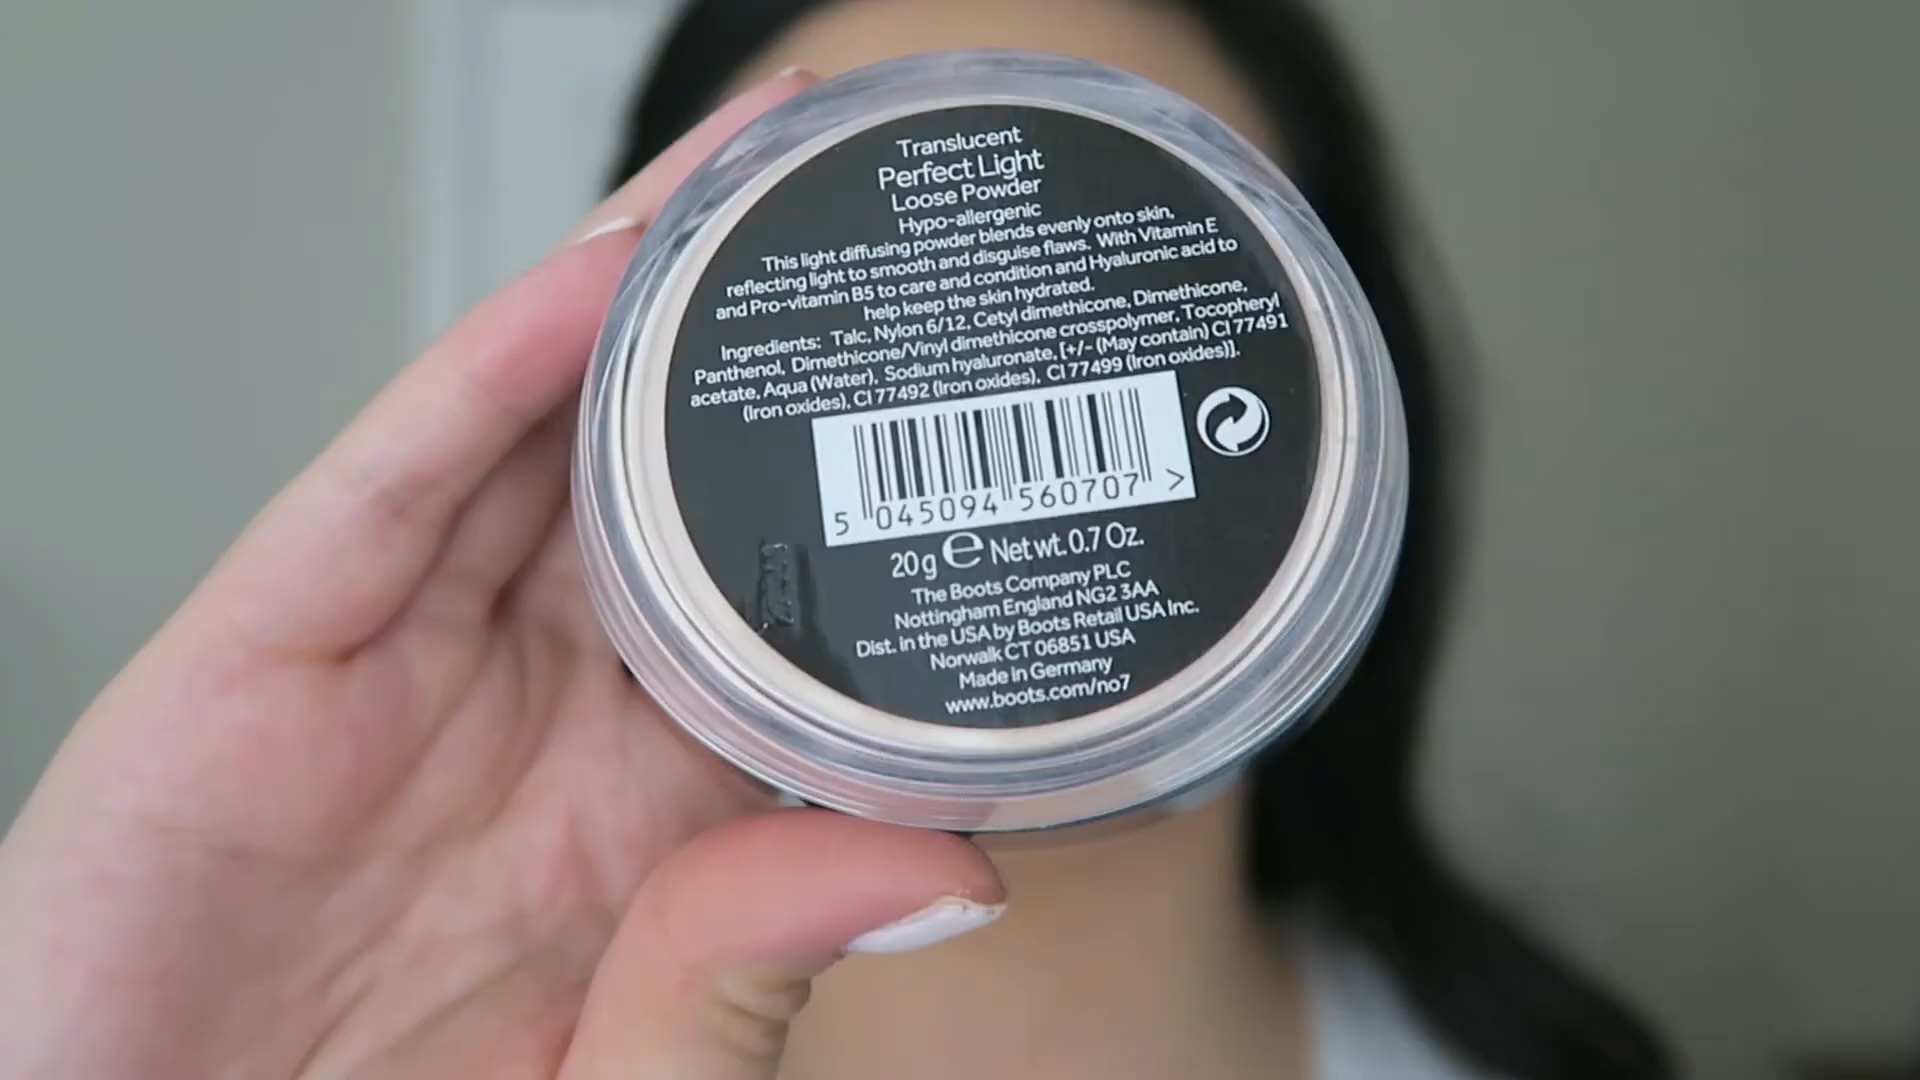 Translucent
Perfect Light
Loose Powder
Hypo-allergenic
This light diffusing powder blends evenly onto skin,
reflecting light to smooth and disguise flaws. With Vitamin E
and Pro-vitamin B5 to care and condition and Hyaluronic acid to
help keep the skin hydrated.
Ingredients: Talc, Nylon 6/12, Cetyl dimethicone, Dimethicone,
Panthenol, Dimethicone/Vinyl dimethicone crosspolymer, Tocopheryl
acetate, Aqua (Water), Sodium hyaluronate, [+/- (May contain) CI 77491
(Iron oxides), CI 77492 (Iron oxides), CI 77499 (Iron oxides)].
5 045094 560707 >
20g e Net wt. 0.7 Oz.
The Boots Company PLC
Nottingham England NG2 3AA
Dist. in the USA by Boots Retail USA Inc.
Norwalk CT 06851 USA
Made in Germany
www.boots.com/no7